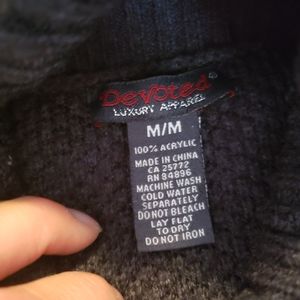 Devotes
LUXURY APPAREL
M/M
100% ACRYLIC
MADE IN CHINA
CA 25772
RN 84896
MACHINE WASH
COLD WATER
SEPARATELY
DO NOT BLEACH
LAY FLAT
TO DRY
DO NOT IRON